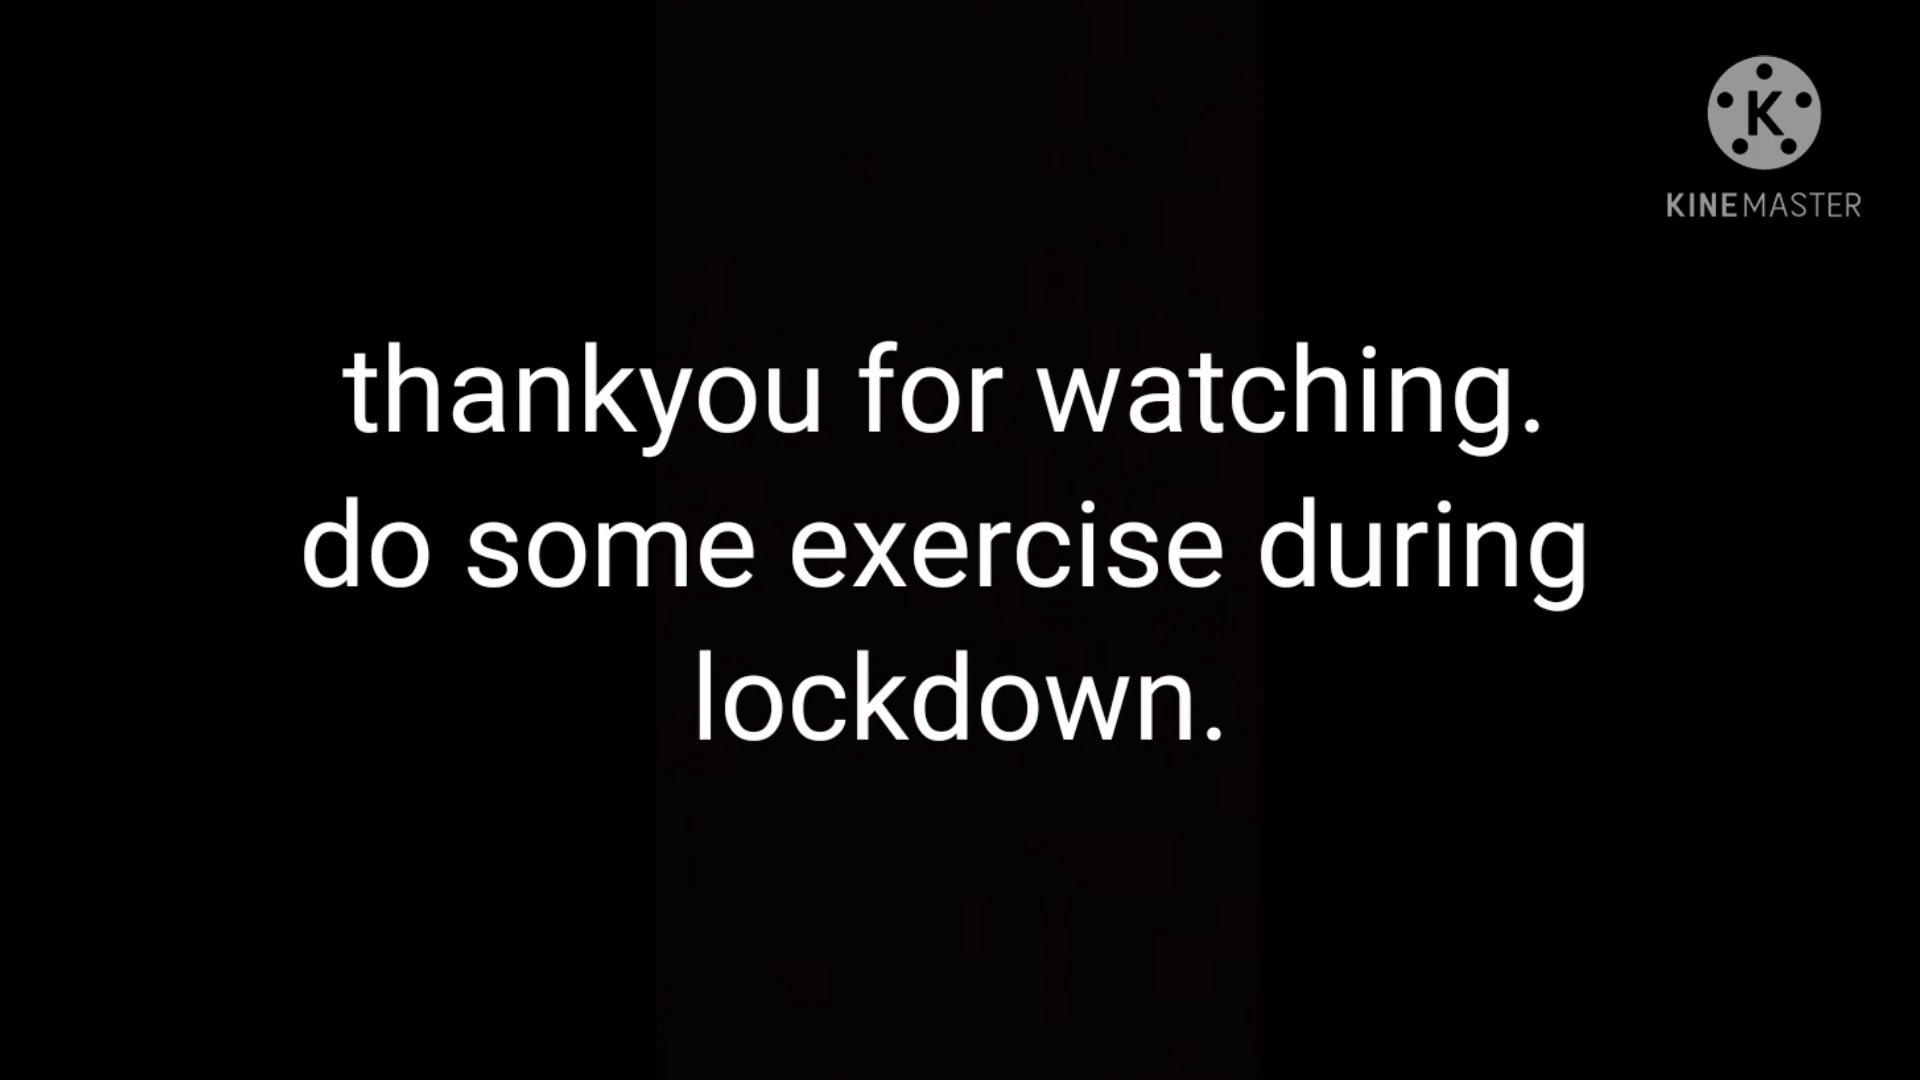 K
KINEMASTER
thankyou for watching.
do some exercise during
lockdown.